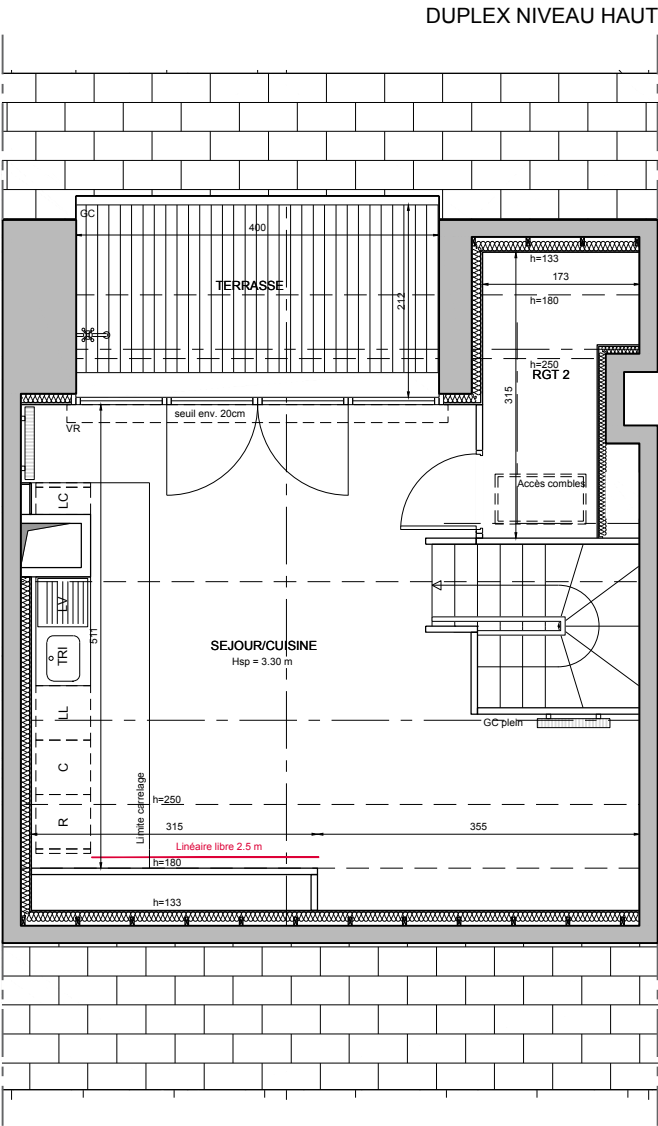 DUPLEX NIVEAU HAUT
GC
400
TERRASSE
212
h=133
173
h=180
h=250
RGT 2
315
Accès combles
seuil env. 20cm
VR
LC
LV
511
TRI
SEJOUR/CUISINE
Hsp = 3.30 m
LL
GC plein
C
Limite carrelage
h=250
R
315
355
Linéaire libre 2.5 m
h=180
h=133